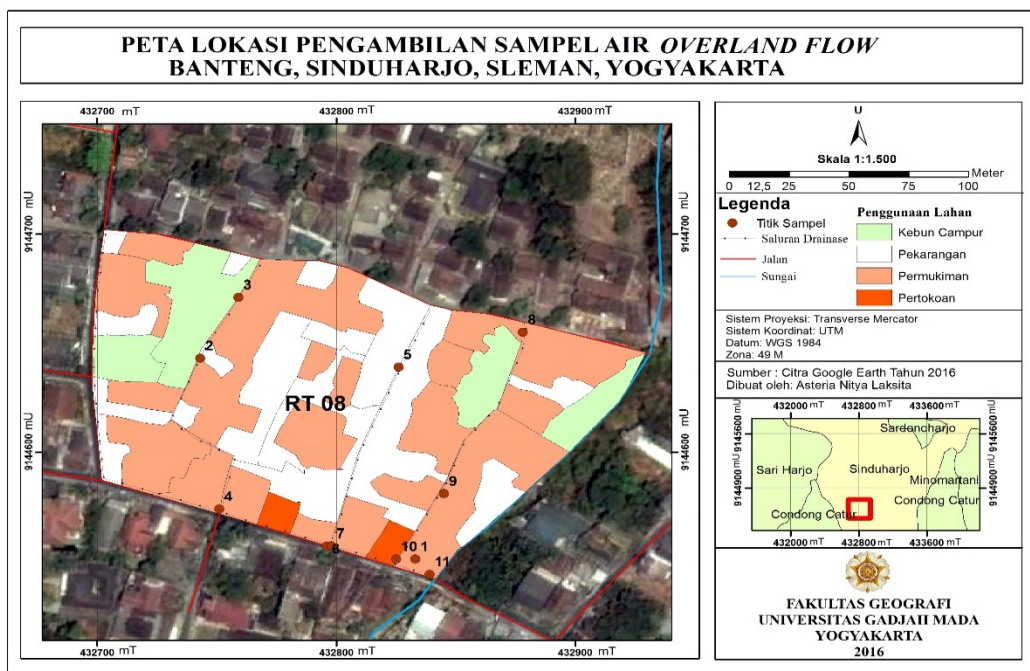 PETA LOKASI PENGAMBILAN SAMPEL AIR OVERLAND FLOW
BANTENG, SINDUHARJO, SLEMAN, YOGYAKARTA
432700 mT 432800 mT 432900 mT
9144700 mU
9144600 mU
3
8
2
5
RT 08
9
4
7
6
10 1
11
9144700 mU
9144600 mU
432700 mT 432800 mT 432900 mT
U
Skala 1:1.500
Meter
0 12,5 25 50 75 100
Legenda
Titik Sampel
Saluran Drainase
Jalan
Sungai
Penggunaan Lahan
Kebun Campur
Pekarangan
Permukiman
Pertokoan
Sistem Proyeksi: Transverse Mercator
Sistem Koordinat: UTM
Datum: WGS 1984
Zona: 49 M
Sumber : Citra Google Earth Tahun 2016
Dibuat oleh: Asteria Nitya Laksita
432000 mT 432800 mT 433600 mT
9145600 mU
9144900 mU
Sardencharjo
Sari Harjo
Sinduharjo
Minomartani
Condong Catur
Condong Catur
9145600 mU
9144900 mU
432000 mT 432800 mT 433600 mT
FAKULTAS GEOGRAFI
UNIVERSITAS GADJAH MADA
YOGYAKARTA
2016